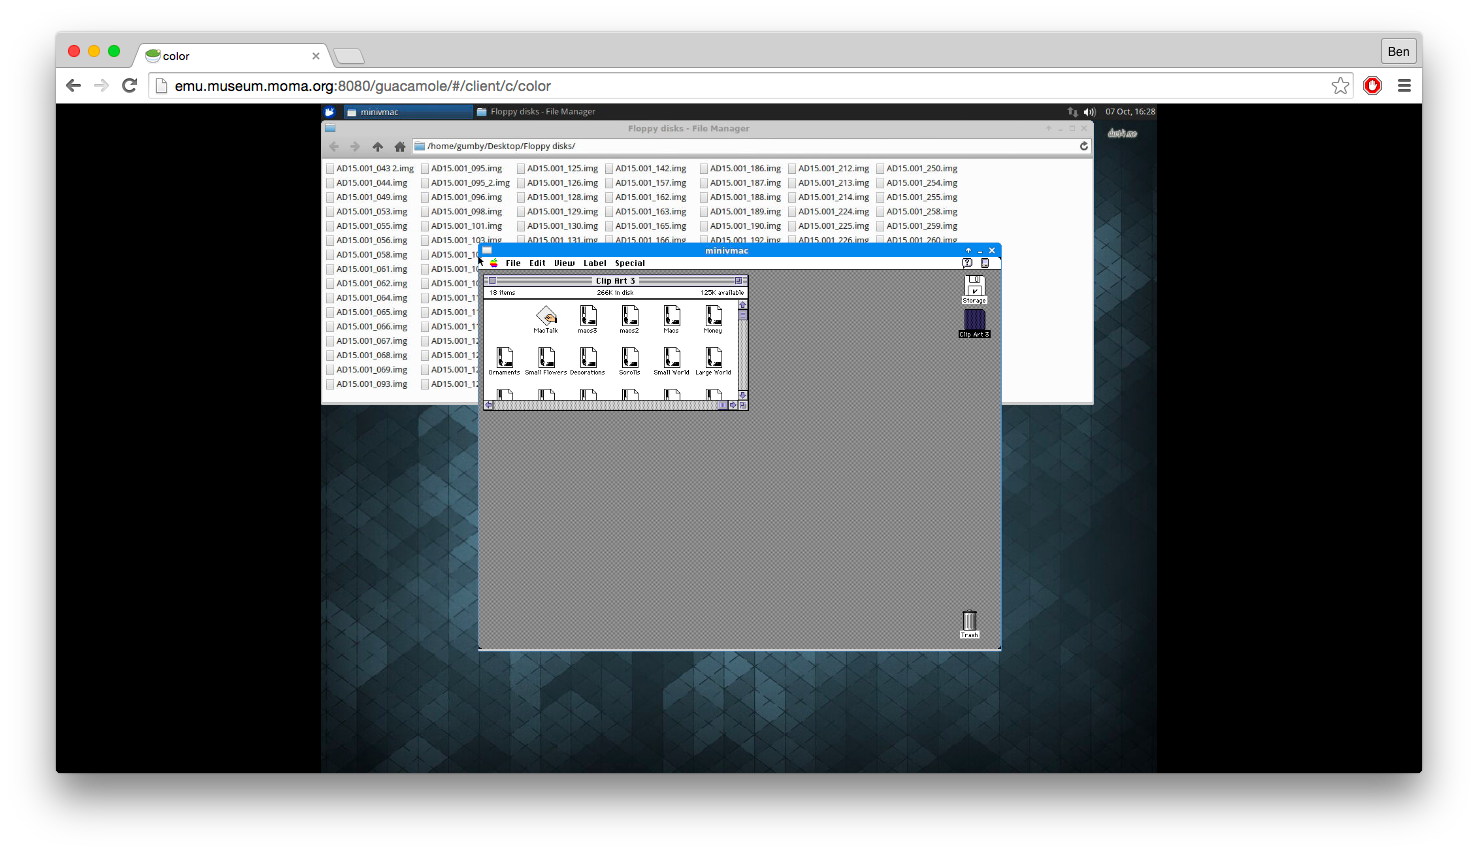 color
Ben
emu.museum.moma.org:8080/guacamole/#/client/c/color
minivmac
Floppy disks - File Manager
07 Oct, 16:28
Floppy disks - File Manager
/home/gumby/Desktop/Floppy disks/
AD15.001_043 2.img AD15.001_095.img AD15.001_125.img AD15.001_142.img AD15.001_186.img AD15.001_212.img AD15.001_250.img
AD15.001_044.img AD15.001_095_2.img AD15.001_126.img AD15.001_157.img AD15.001_187.img AD15.001_213.img AD15.001_254.img
AD15.001_049.img AD15.001_096.img AD15.001_128.img AD15.001_162.img AD15.001_188.img AD15.001_214.img AD15.001_255.img
AD15.001_053.img AD15.001_098.img AD15.001_129.img AD15.001_163.img AD15.001_189.img AD15.001_224.img AD15.001_258.img
AD15.001_055.img AD15.001_101.img AD15.001_130.img AD15.001_165.img AD15.001_190.img AD15.001_225.img AD15.001_259.img
AD15.001_056.img AD15.001_103.img AD15.001_131.img AD15.001_166.img AD15.001_192.img AD15.001_226.img AD15.001_260.img
AD15.001_058.img
AD15.001_061.img
AD15.001_062.img
AD15.001_064.img
AD15.001_065.img
AD15.001_066.img
AD15.001_067.img
AD15.001_068.img
AD15.001_069.img
AD15.001_093.img
minivmac
File Edit View Label Special
Clip Art 3
18 items 266K in disk 125K available
MacTalk macs3 macs2 Macs Money
Ornaments Small Flowers Decorations Scrolls Small World Large World
Storage
Clip Art 3
Trash